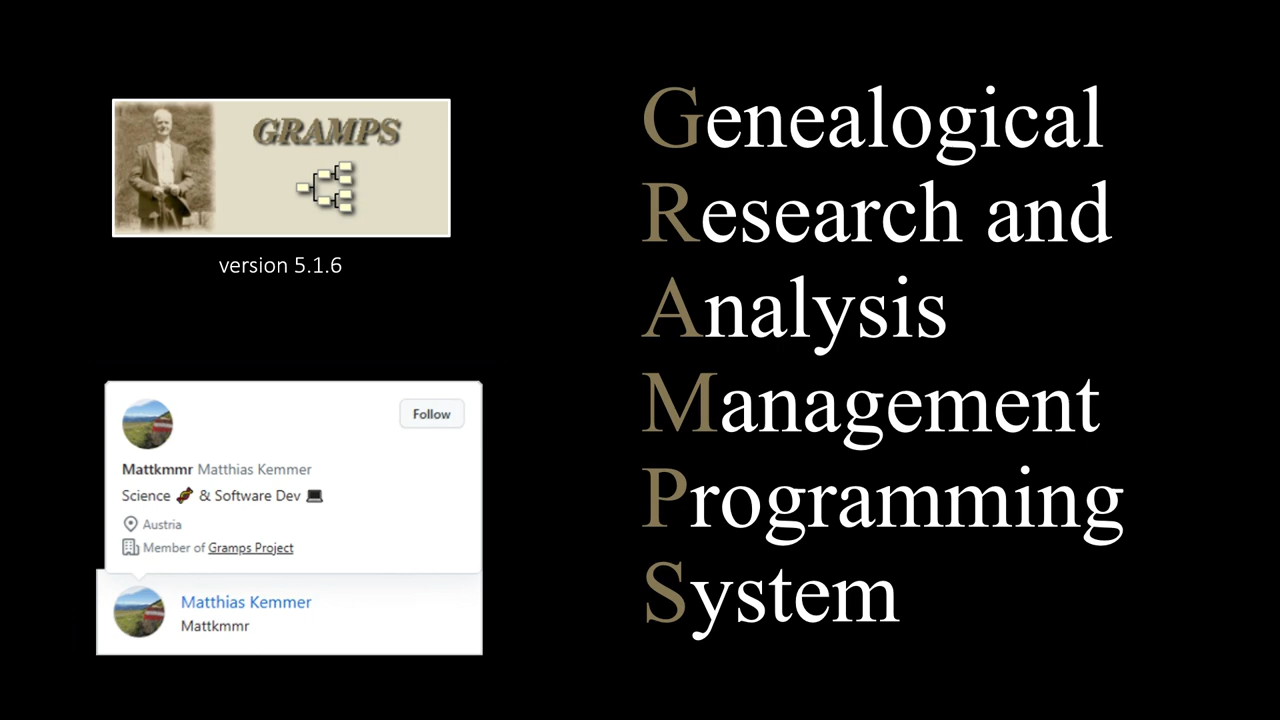 GRAMPS
version 5.1.6
Follow
Mattkmmr Matthias Kemmer
Science 🍬 & Software Dev 💻
Austria
Member of Gramps Project
Matthias Kemmer
Mattkmmr
Genealogical
Research and
Analysis
Management
Programming
System